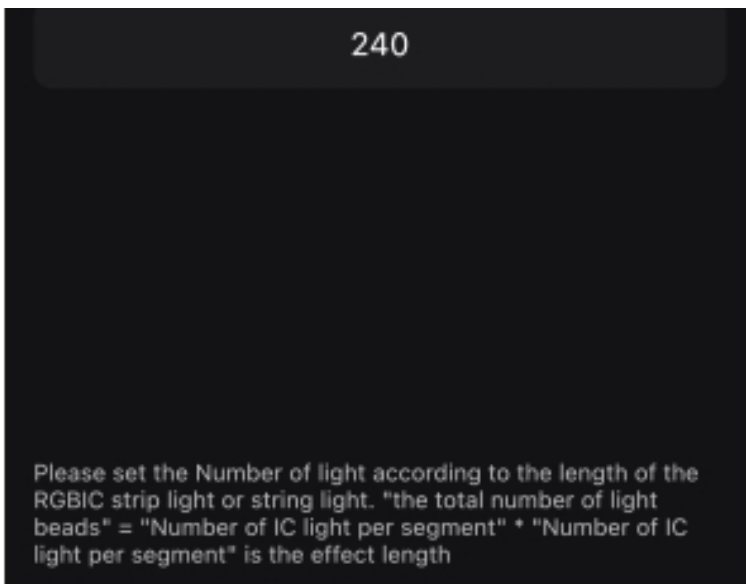 240
Please set the Number of light according to the length of the
RGBIC strip light or string light. "the total number of light
beads" = "Number of IC light per segment" * "Number of IC
light per segment" is the effect length